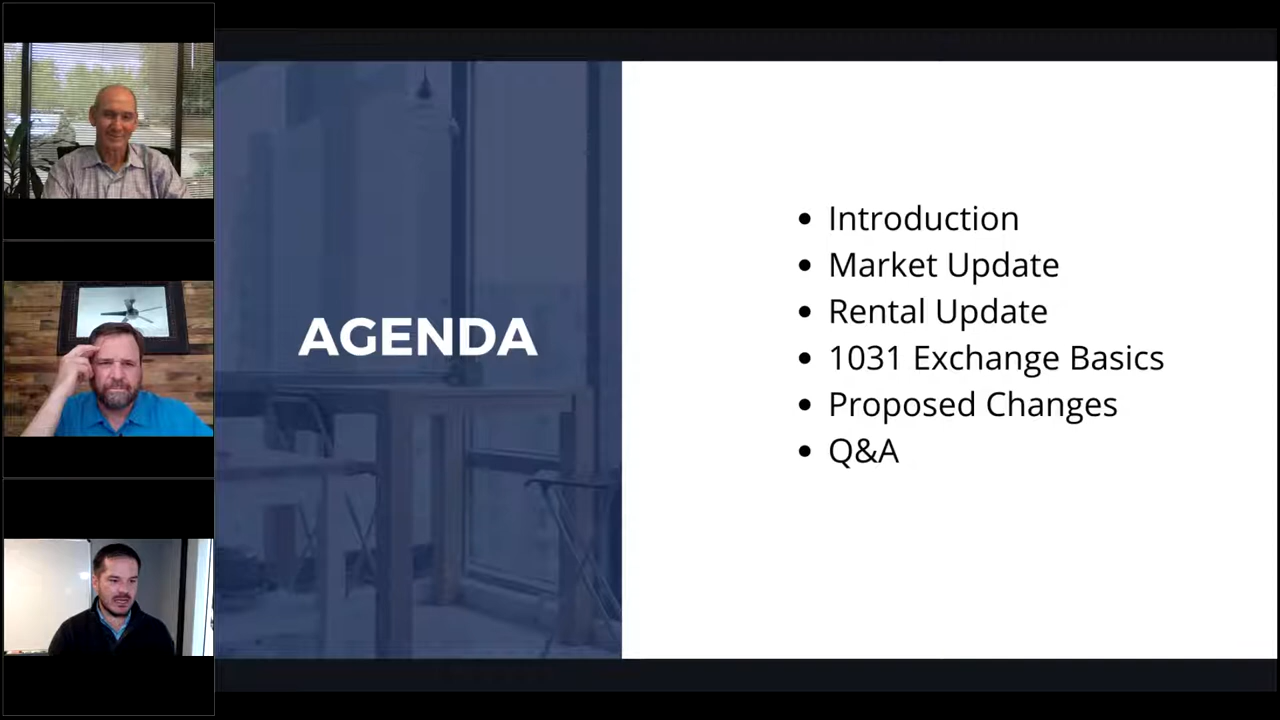 AGENDA
Introduction
Market Update
Rental Update
1031 Exchange Basics
Proposed Changes
Q&A